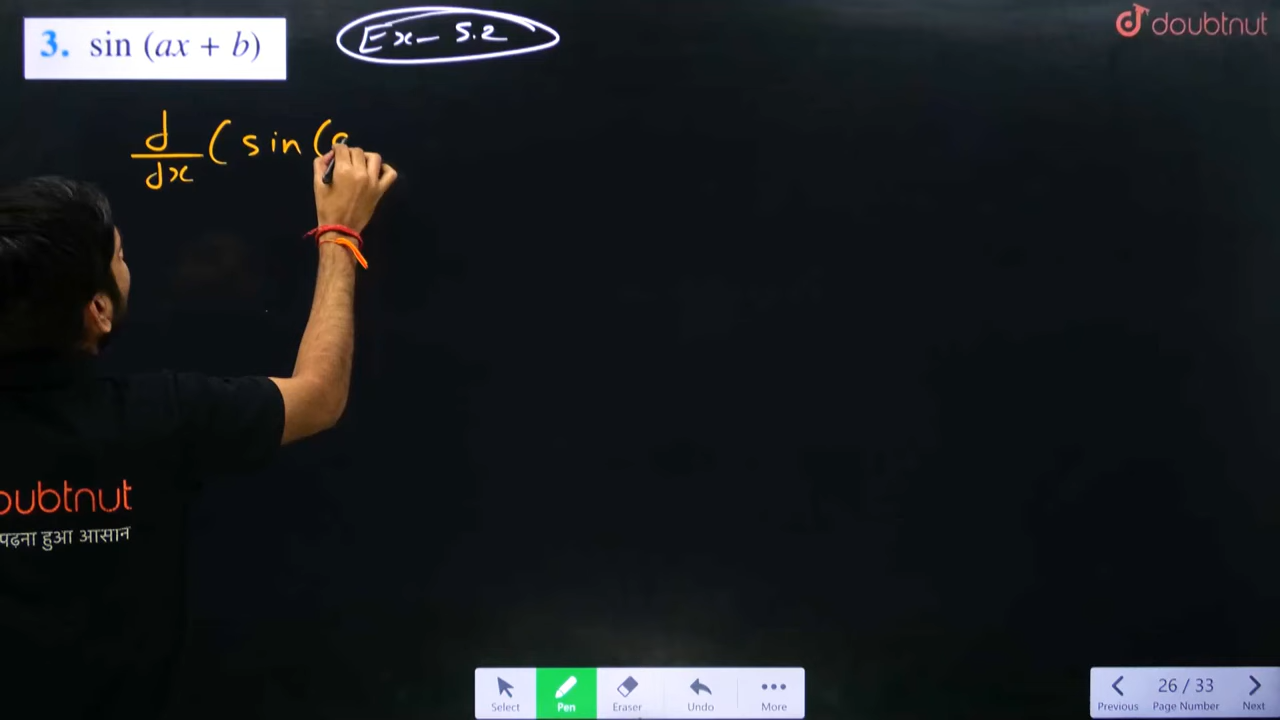 3. sin (ax + b)
Ex- 5.2
doubtnut
d/dx ( sin (a
oubtnut
पढ़ना हुआ आसान
Select
Pen
Eraser
Undo
More
26 / 33
Previous
Page Number
Next